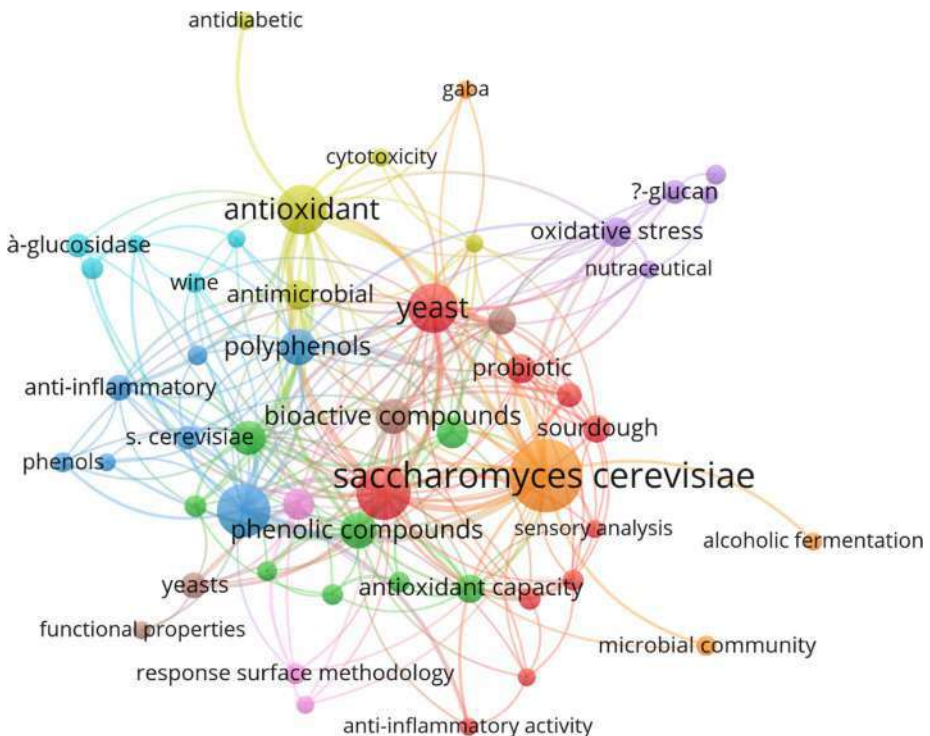 antidiabetic
gaba
cytotoxicity
?-glucan
antioxidant
oxidative stress
à-glucosidase
nutraceutical
wine
antimicrobial
yeast
polyphenols
probiotic
anti-inflammatory
bioactive compounds
sourdough
s. cerevisiae
phenols
saccharomyces cerevisiae
phenolic compounds
sensory analysis
alcoholic fermentation
yeasts
antioxidant capacity
functional properties
microbial community
response surface methodology
anti-inflammatory activity